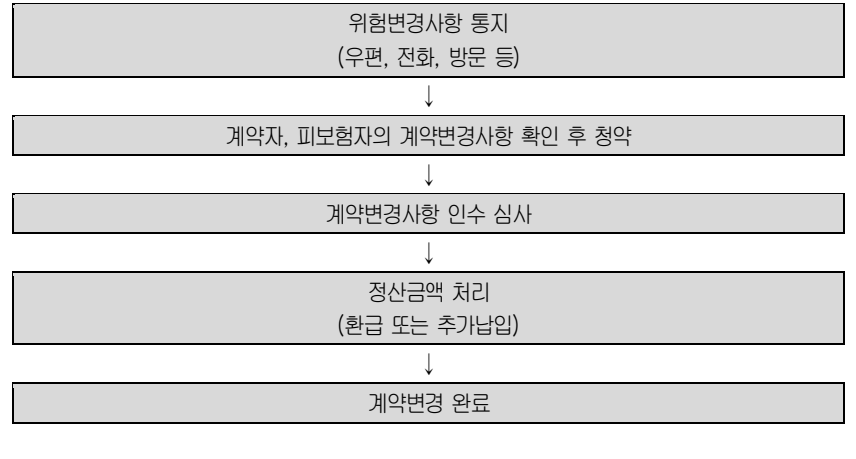 위험변경사항 통지
(우편, 전화, 방문 등)
↓
계약자, 피보험자의 계약변경사항 확인 후 청약
↓
계약변경사항 인수 심사
↓
정산금액 처리
(환급 또는 추가납입)
↓
계약변경 완료